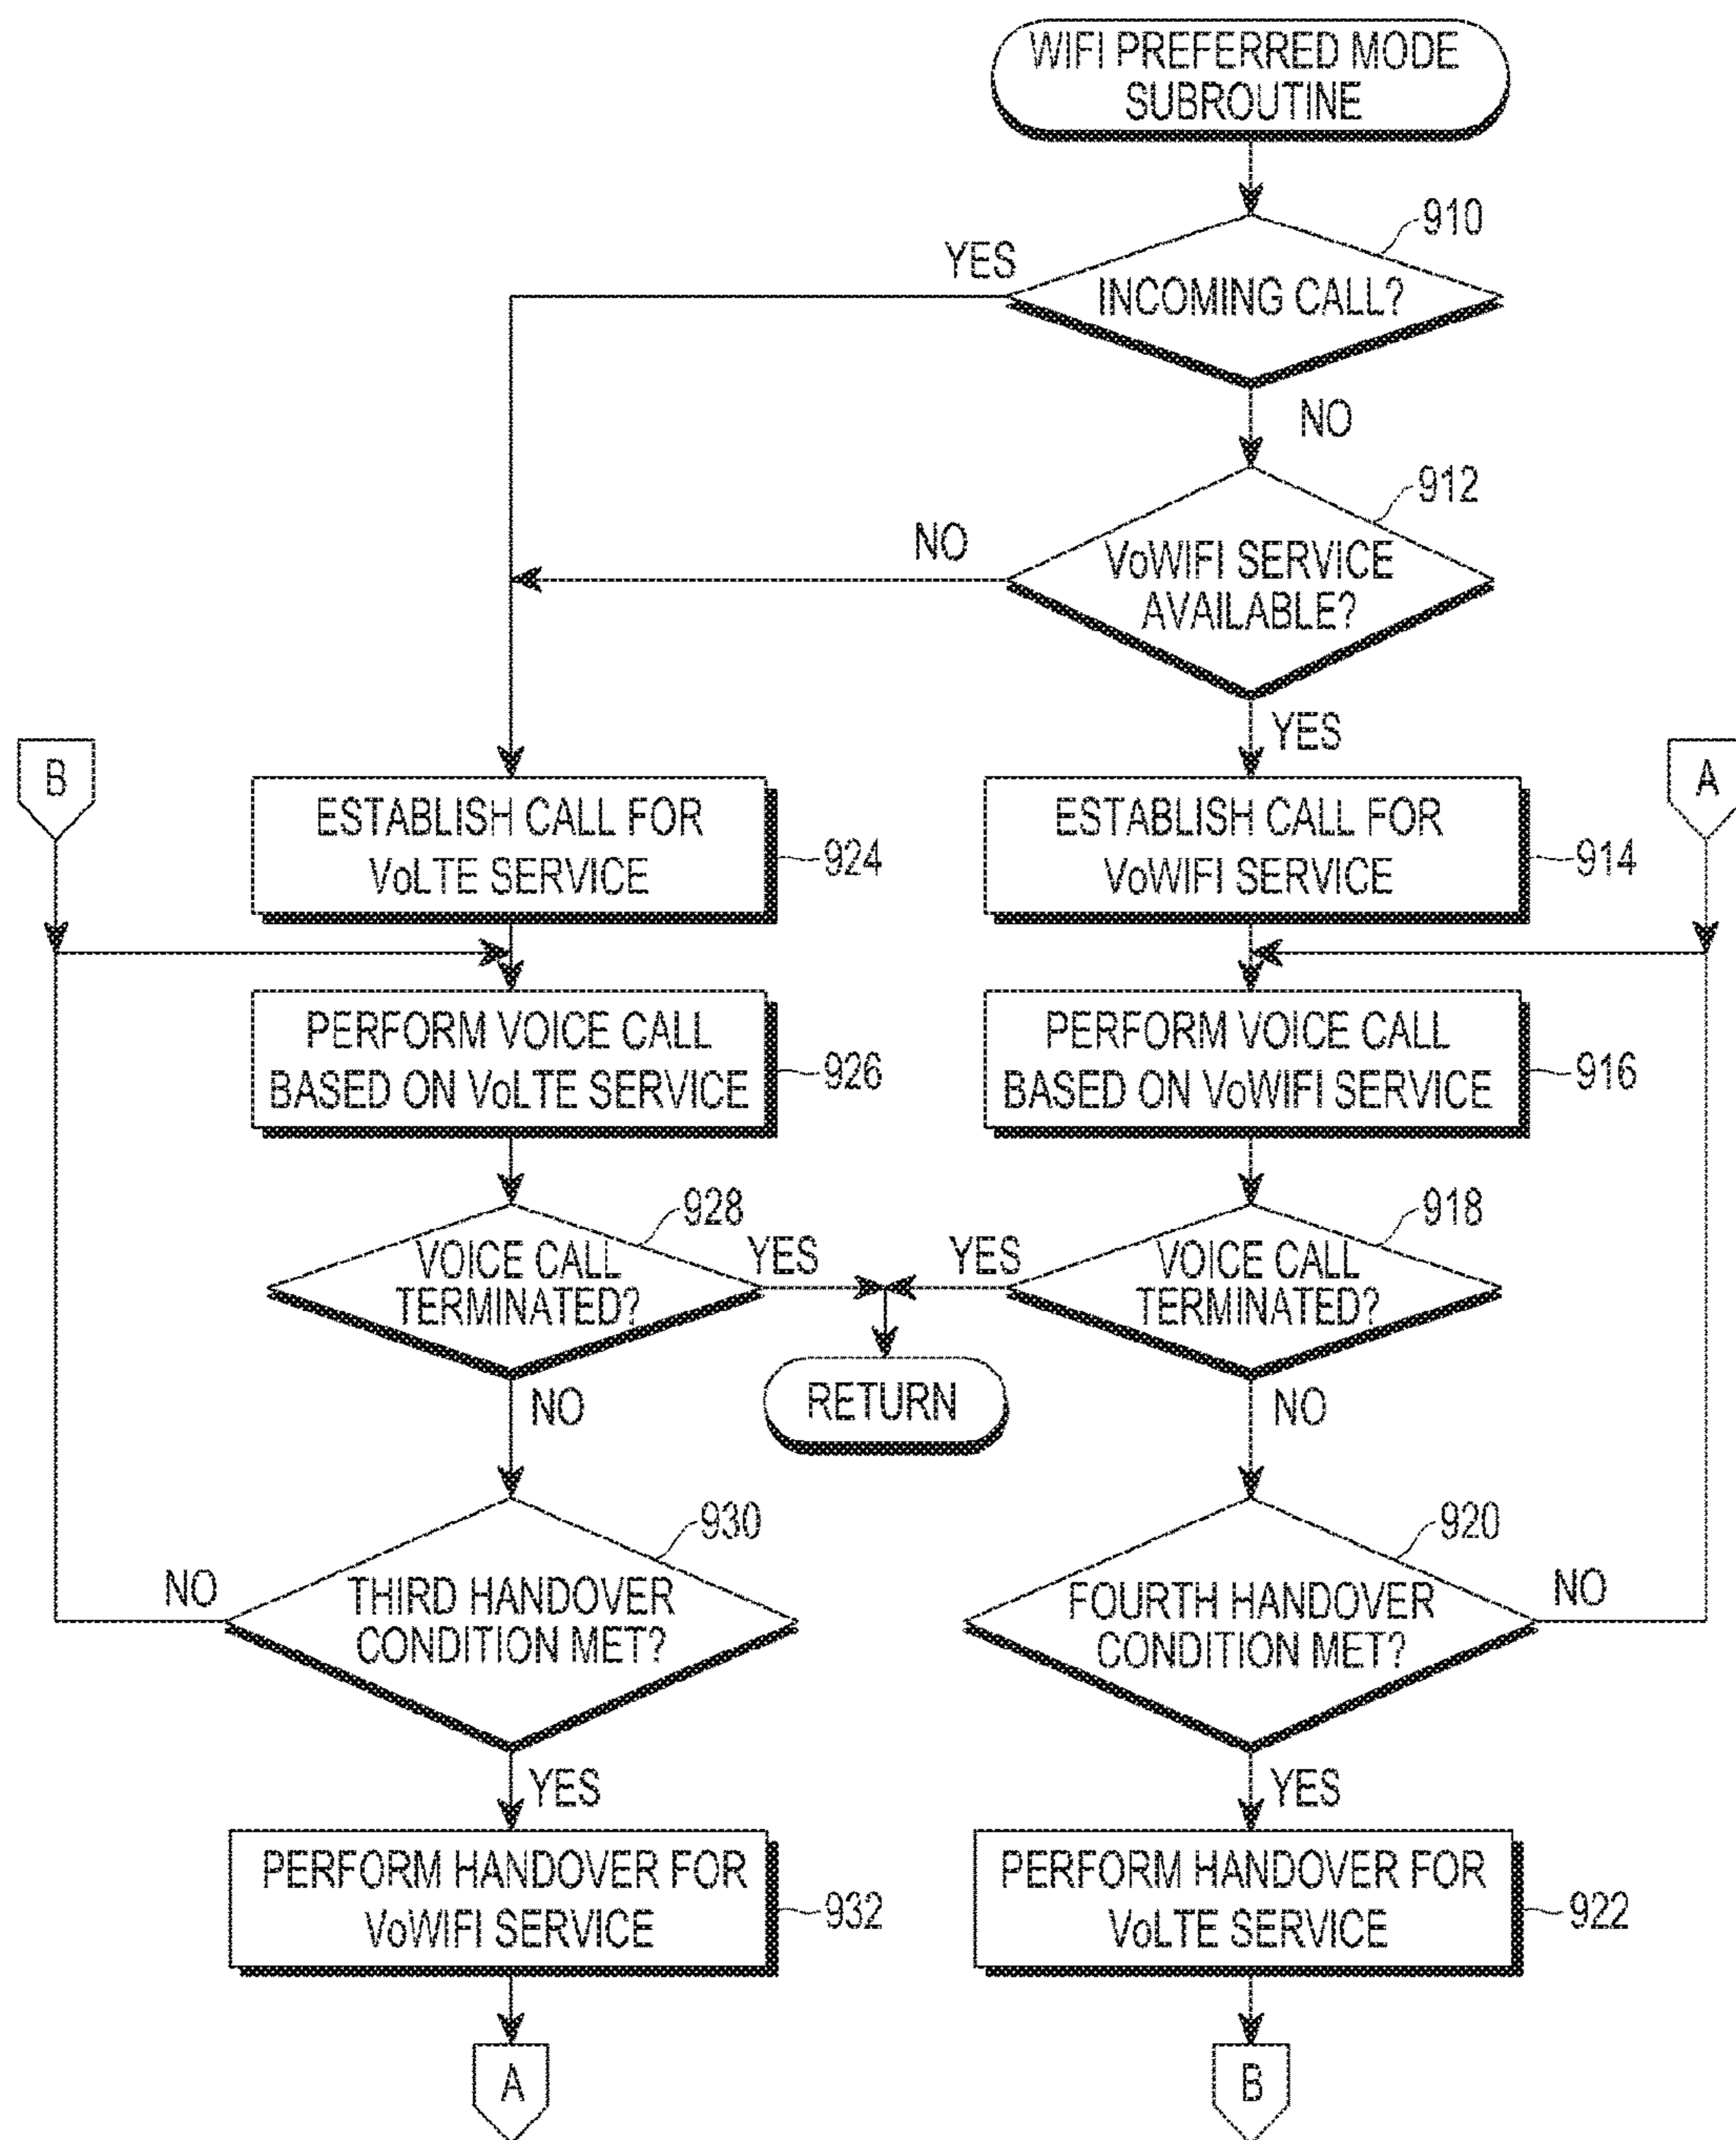 WIFI PREFERRED MODE
SUBROUTINE
910
YES
INCOMING CALL?
NO
912
NO
VoWIFI SERVICE
AVAILABLE?
YES
B
A
ESTABLISH CALL FOR
VoLTE SERVICE
924
ESTABLISH CALL FOR
VoWIFI SERVICE
914
PERFORM VOICE CALL
BASED ON VoLTE SERVICE
926
PERFORM VOICE CALL
BASED ON VoWIFI SERVICE
916
928
VOICE CALL
TERMINATED?
YES
918
YES
VOICE CALL
TERMINATED?
RETURN
NO
NO
930
NO
THIRD HANDOVER
CONDITION MET?
920
FOURTH HANDOVER
CONDITION MET?
NO
YES
YES
PERFORM HANDOVER FOR
VoWIFI SERVICE
932
PERFORM HANDOVER FOR
VoLTE SERVICE
922
A
B